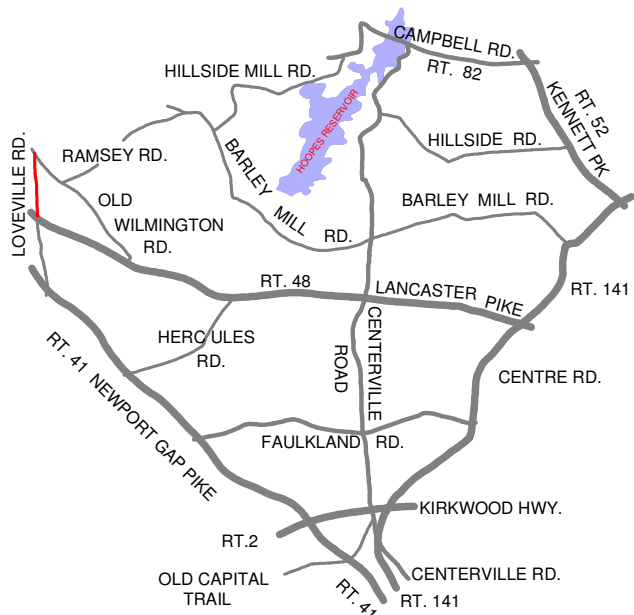 CAMPBELL RD.
RT. 82
HILLSIDE MILL RD.
RT. 52
KENNETT PK
HOOPES RESERVOIR
HILLSIDE RD.
RAMSEY RD.
BARLEY MILL RD.
BARLEY MILL RD.
LOVEVILLE RD.
OLD
WILMINGTON
RD.
RT. 48
LANCASTER PIKE
RT. 141
HERCULES
RD.
CENTERVILLE
ROAD
CENTRE RD.
RT. 41 NEWPORT GAP PIKE
FAULKLAND RD.
KIRKWOOD HWY.
RT.2
OLD CAPITAL
TRAIL
CENTERVILLE RD.
RT. 41
RT. 141